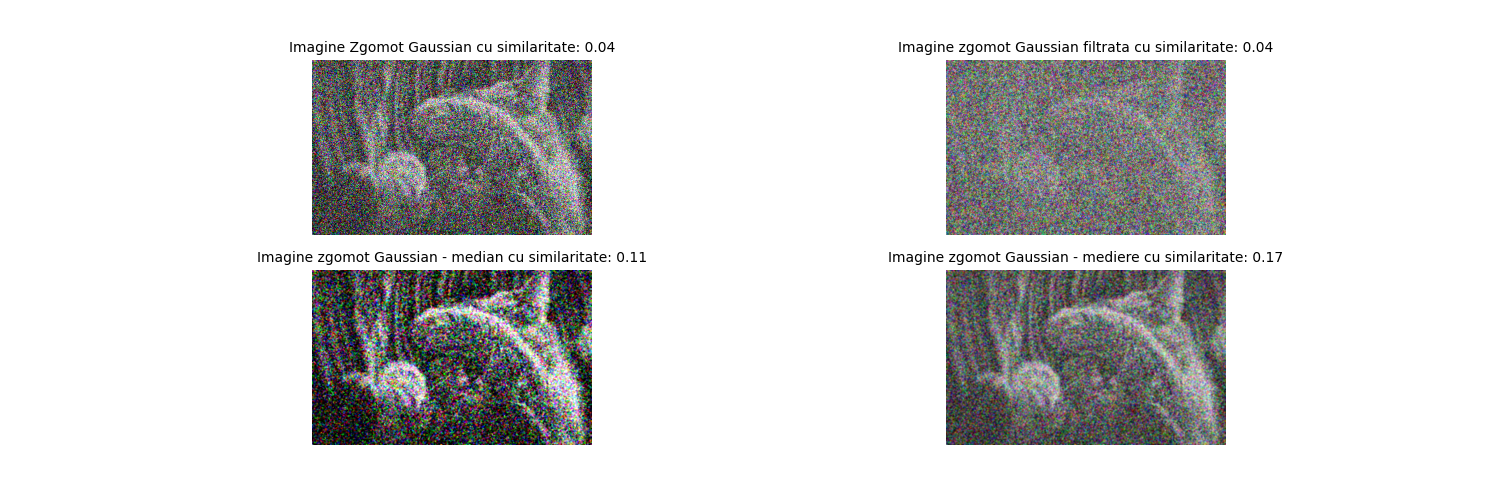 Imagine Zgomot Gaussian cu similaritate: 0.04
Imagine zgomot Gaussian filtrata cu similaritate: 0.04
Imagine zgomot Gaussian - median cu similaritate: 0.11
Imagine zgomot Gaussian - mediere cu similaritate: 0.17